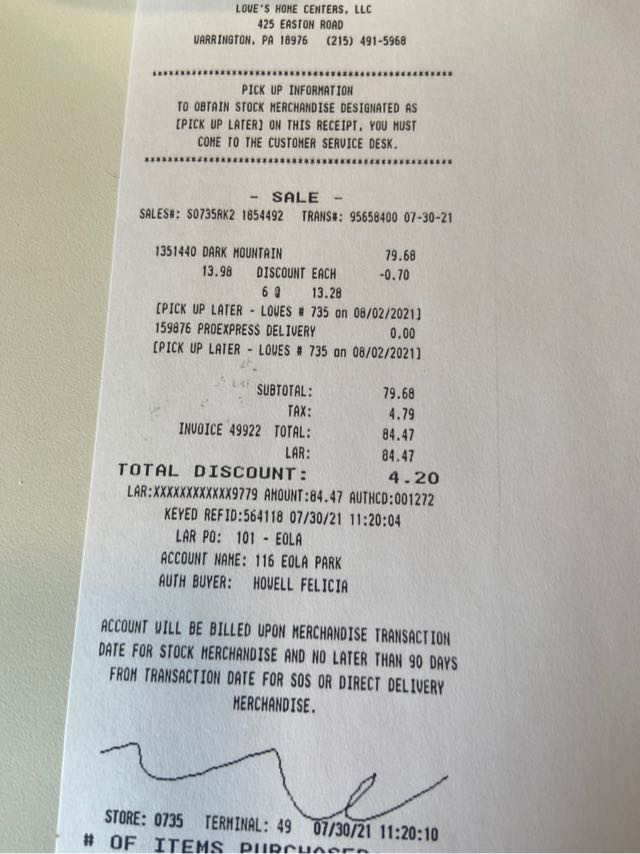 LOWE'S HOME CENTERS, LLC
425 EASTON ROAD
WARRINGTON, PA 18976 (215) 491-5968
****************************************************
PICK UP INFORMATION
TO OBTAIN STOCK MERCHANDISE DESIGNATED AS
[PICK UP LATER] ON THIS RECEIPT, YOU MUST
COME TO THE CUSTOMER SERVICE DESK.
****************************************************
- SALE -
SALES#: S0735RK2 1854492 TRANS#: 95658400 07-30-21
1351440 DARK MOUNTAIN 79.68
13.98 DISCOUNT EACH -0.70
6 @ 13.28
[PICK UP LATER - LOWES # 735 on 08/02/2021]
159876 PROEXPRESS DELIVERY 0.00
[PICK UP LATER - LOWES # 735 on 08/02/2021]
SUBTOTAL: 79.68
TAX: 4.79
INVOICE 49922 TOTAL: 84.47
LAR: 84.47
TOTAL DISCOUNT: 4.20
LAR:XXXXXXXXXXXX9779 AMOUNT:84.47 AUTHCD:001272
KEYED REFID:564118 07/30/21 11:20:04
LAR PO: 101 - EOLA
ACCOUNT NAME: 116 EOLA PARK
AUTH BUYER: HOWELL FELICIA
ACCOUNT WILL BE BILLED UPON MERCHANDISE TRANSACTION
DATE FOR STOCK MERCHANDISE AND NO LATER THAN 90 DAYS
FROM TRANSACTION DATE FOR SOS OR DIRECT DELIVERY
MERCHANDISE.
STORE: 0735 TERMINAL: 49 07/30/21 11:20:10
# OF ITEMS PURCHASED